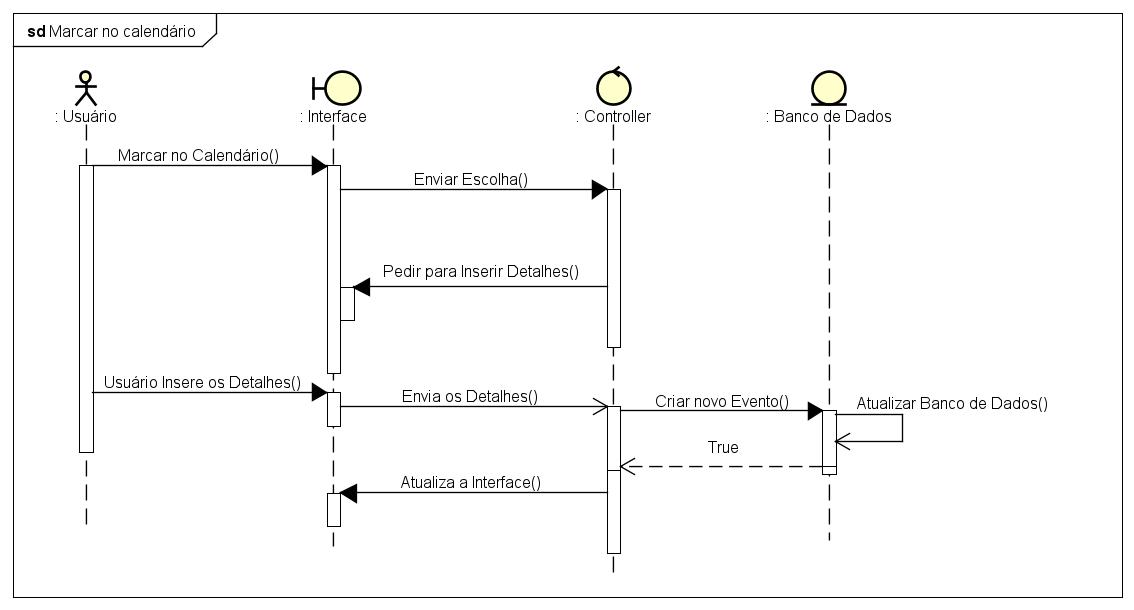 sd Marcar no calendário
: Usuário
: Interface
: Controller
: Banco de Dados
Marcar no Calendário()
Enviar Escolha()
Pedir para Inserir Detalhes()
Usuário Insere os Detalhes()
Envia os Detalhes()
Criar novo Evento()
Atualizar Banco de Dados()
True
Atualiza a Interface()